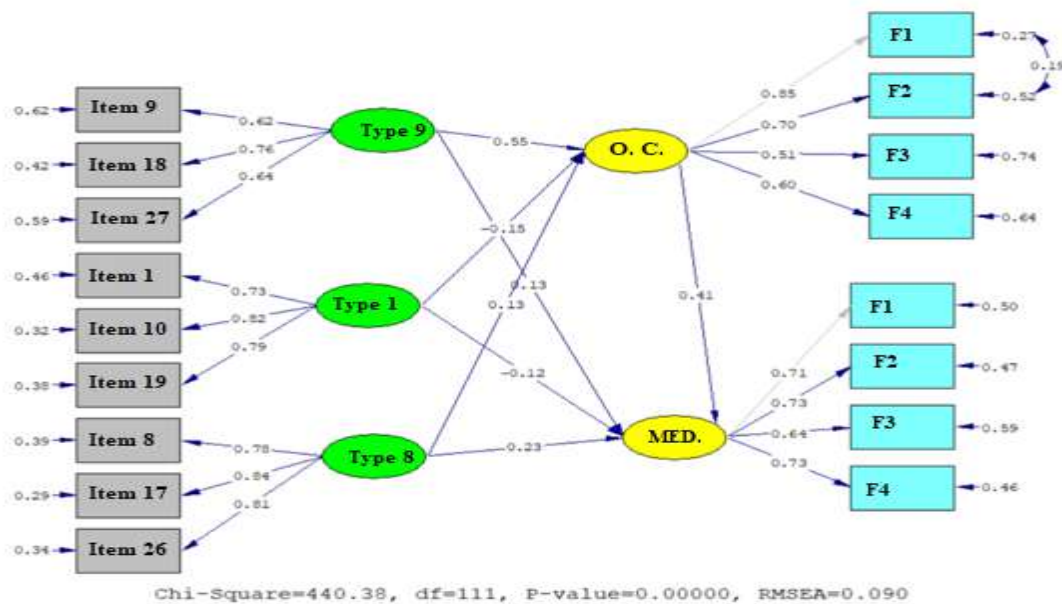 F1
0.27
0.19
0.85
0.62
Item 9
0.62
Type 9
0.55
O. C.
0.70
F2
0.52
0.42
Item 18
0.76
0.51
F3
0.74
0.59
Item 27
0.64
0.60
F4
0.64
-0.15
0.46
Item 1
0.73
Type 1
0.13
0.13
0.41
F1
0.50
0.32
Item 10
0.82
0.38
Item 19
0.79
-0.12
0.71
F2
0.47
0.73
0.39
Item 8
0.78
Type 8
0.23
MED.
0.64
F3
0.59
0.29
Item 17
0.84
0.73
F4
0.46
0.34
Item 26
0.81
Chi-Square=440.38, df=111, P-value=0.00000, RMSEA=0.090